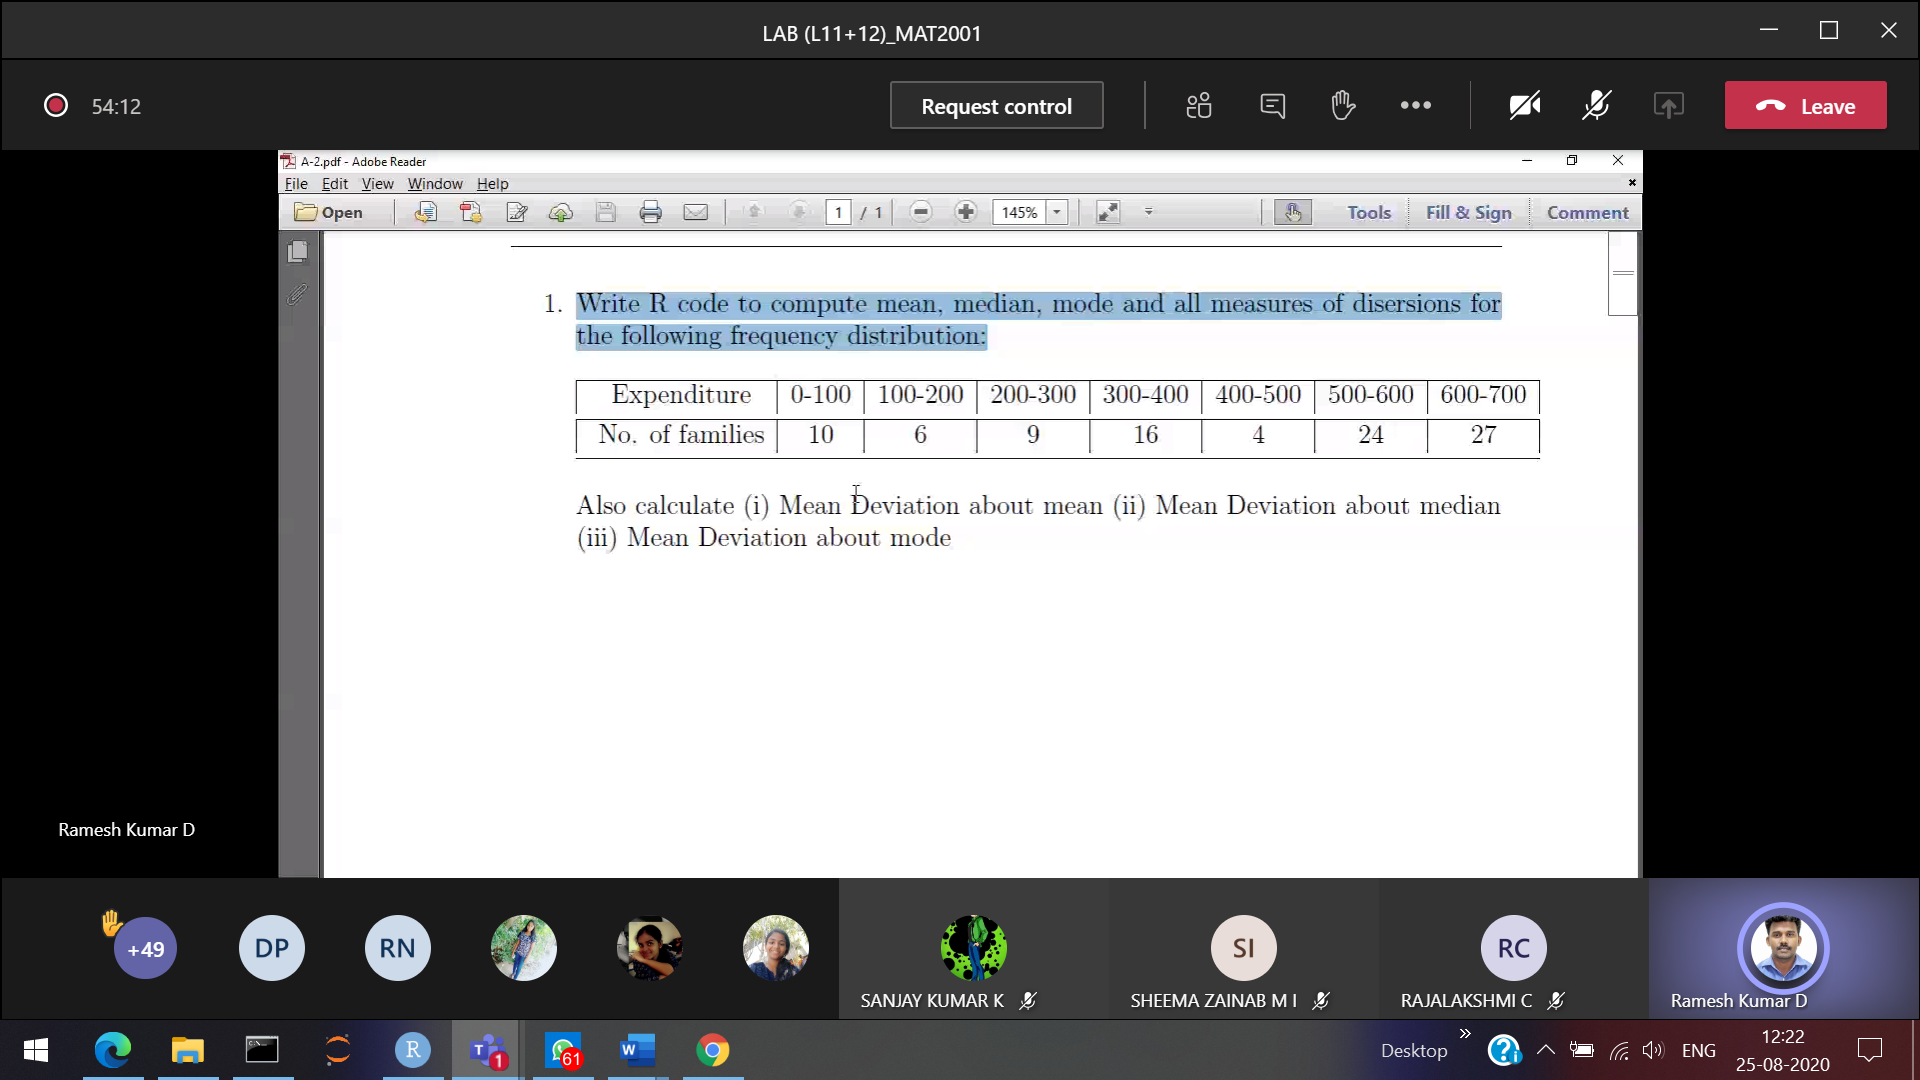 LAB (L11+12)_MAT2001
54:12
Request control
Leave
A-2.pdf - Adobe Reader
File Edit View Window Help
Open
1 / 1
145%
Tools
Fill & Sign
Comment
1. Write R code to compute mean, median, mode and all measures of disersions for
the following frequency distribution:
Expenditure 0-100 100-200 200-300 300-400 400-500 500-600 600-700
No. of families 10 6 9 16 4 24 27
Also calculate (i) Mean Deviation about mean (ii) Mean Deviation about median
(iii) Mean Deviation about mode
Ramesh Kumar D
+49
DP
RN
SI
RC
SANJAY KUMAR K
SHEEMA ZAINAB M I
RAJALAKSHMI C
Ramesh Kumar D
C:\_
R
T
1
61
W
Desktop
ENG
12:22
25-08-2020